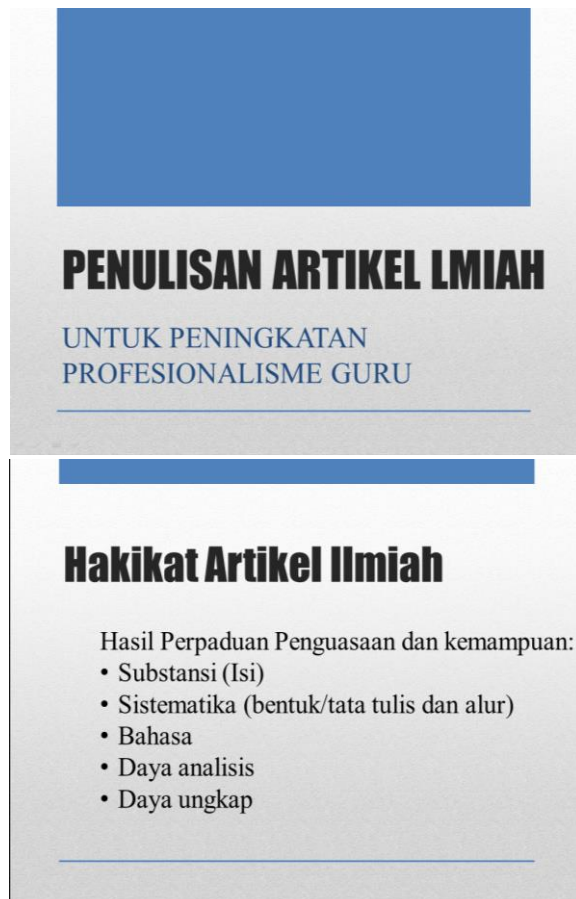 PENULISAN ARTIKEL LMIAH
UNTUK PENINGKATAN
PROFESIONALISME GURU
Hakikat Artikel Ilmiah
Hasil Perpaduan Penguasaan dan kemampuan:
• Substansi (Isi)
• Sistematika (bentuk/tata tulis dan alur)
• Bahasa
• Daya analisis
• Daya ungkap